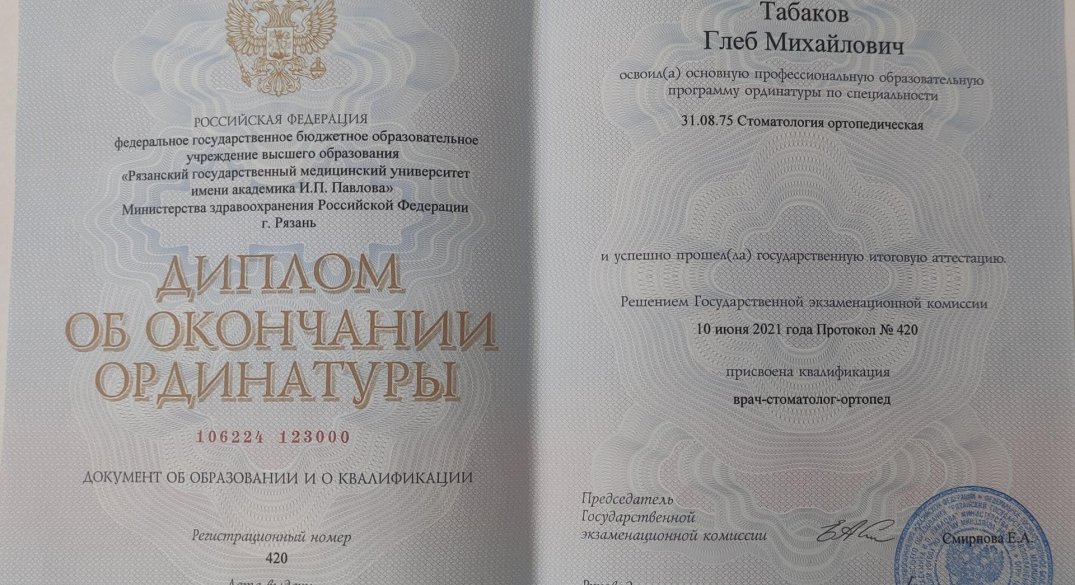 РОССИЙСКАЯ ФЕДЕРАЦИЯ
федеральное государственное бюджетное образовательное
учреждение высшего образования
«Рязанский государственный медицинский университет
имени академика И.П. Павлова»
Министерства здравоохранения Российской Федерации
г. Рязань
ДИПЛОМ
ОБ ОКОНЧАНИИ
ОРДИНАТУРЫ
106224 123000
ДОКУМЕНТ ОБ ОБРАЗОВАНИИ И О КВАЛИФИКАЦИИ
Регистрационный номер
420
Дата выдачи
Табаков
Глеб Михайлович
освоил(а) основную профессиональную образовательную
программу ординатуры по специальности
31.08.75 Стоматология ортопедическая
и успешно прошел(ла) государственную итоговую аттестацию.
Решением Государственной экзаменационной комиссии
10 июня 2021 года Протокол № 420
присвоена квалификация
врач-стоматолог-ортопед
Председатель
Государственной
экзаменационной комиссии
Смирнова Е.А.